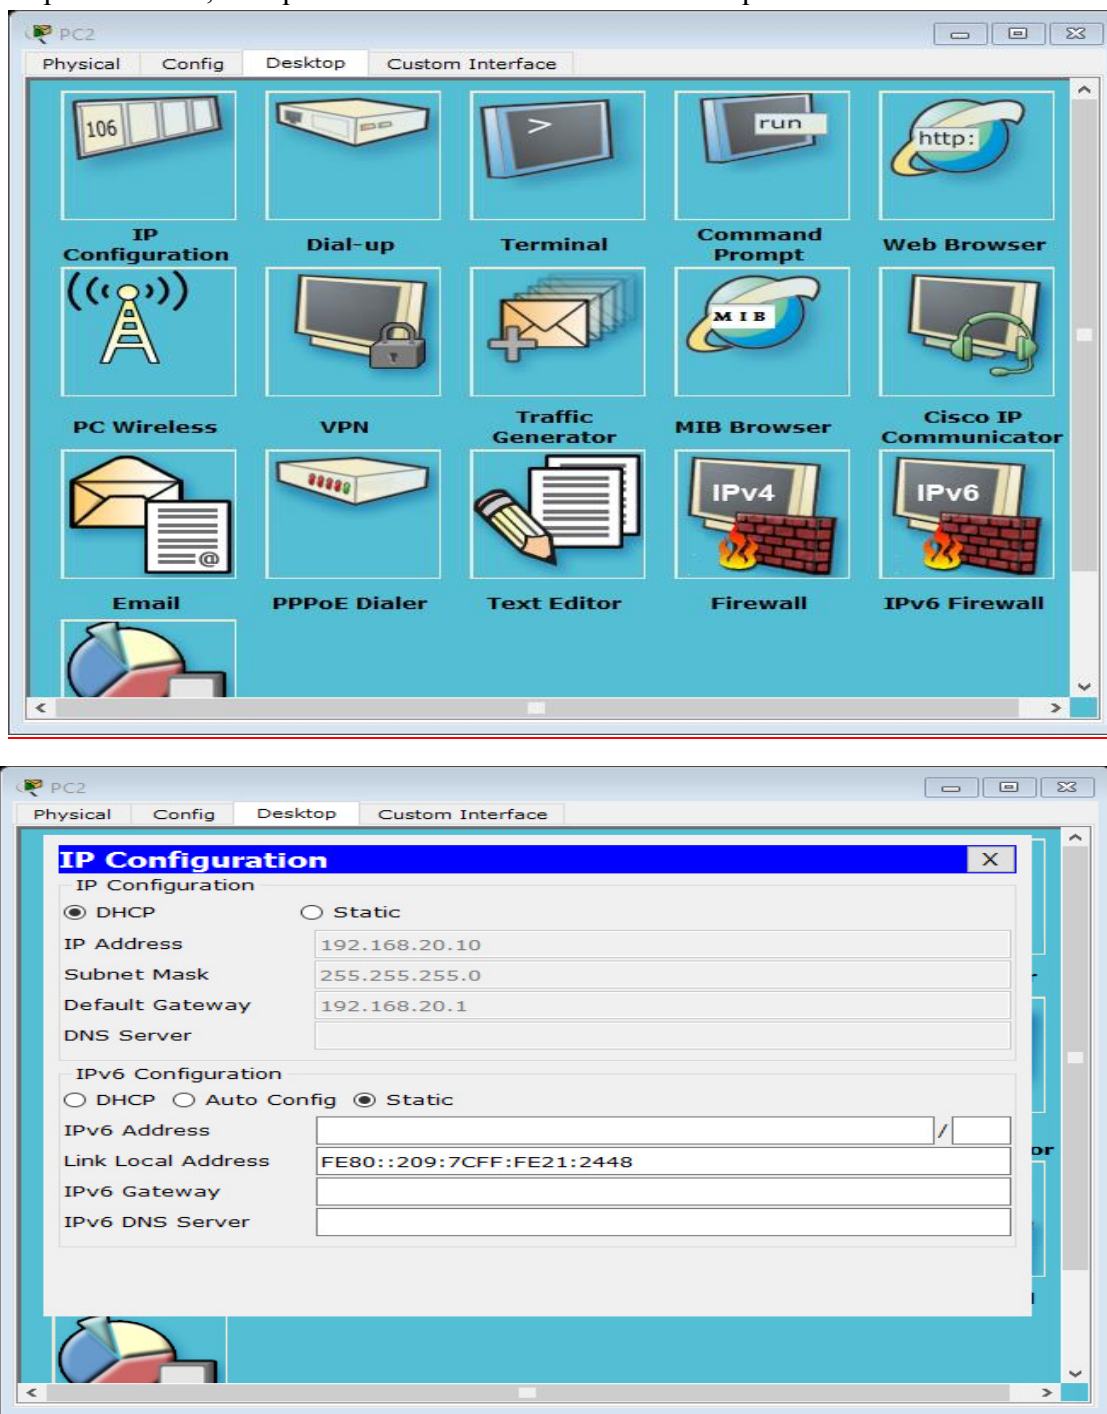 PC2
Physical Config Desktop Custom Interface
106
>
run
http:
IP Configuration
Dial-up
Terminal
Command Prompt
Web Browser
MIB
PC Wireless
VPN
Traffic Generator
MIB Browser
Cisco IP Communicator
IPv4
IPv6
@
Email
PPPoE Dialer
Text Editor
Firewall
IPv6 Firewall
PC2
Physical Config Desktop Custom Interface
IP Configuration X
IP Configuration
DHCP Static
IP Address 192.168.20.10
Subnet Mask 255.255.255.0
Default Gateway 192.168.20.1
DNS Server
IPv6 Configuration
DHCP Auto Config Static
IPv6 Address /
Link Local Address FE80::209:7CFF:FE21:2448
IPv6 Gateway
IPv6 DNS Server
or